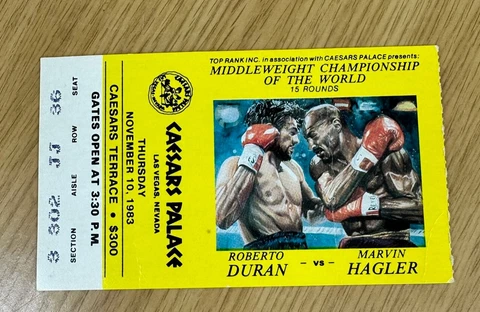 TOP RANK INC. in association with CAESARS PALACE presents:
MIDDLEWEIGHT CHAMPIONSHIP
OF THE WORLD
15 ROUNDS
ROBERTO
DURAN
- vs -
MARVIN
HAGLER
CAESARS PALACE
LAS VEGAS, NEVADA
THURSDAY
NOVEMBER 10, 1983
CAESARS TERRACE • $300
GATES OPEN AT 3:30 P.M.
3 302 JJ 36
SECTION AISLE ROW SEAT